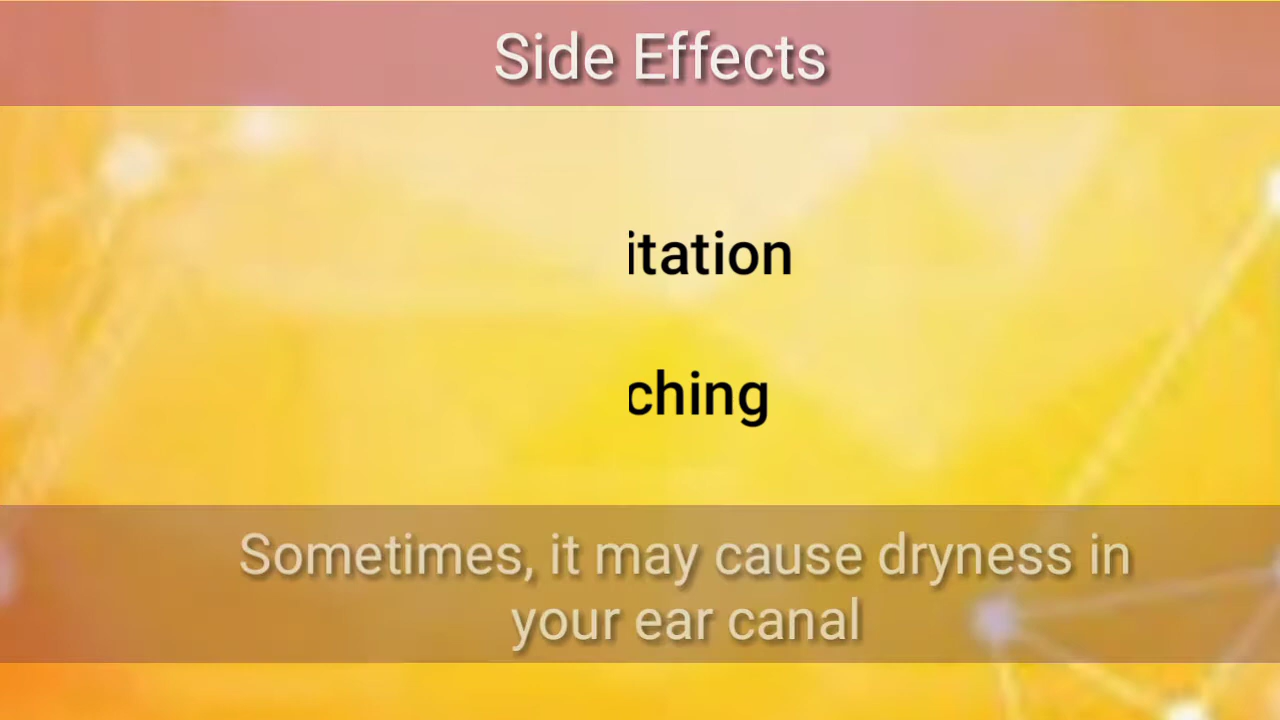 Side Effects
itation
ching
Sometimes, it may cause dryness in
your ear canal